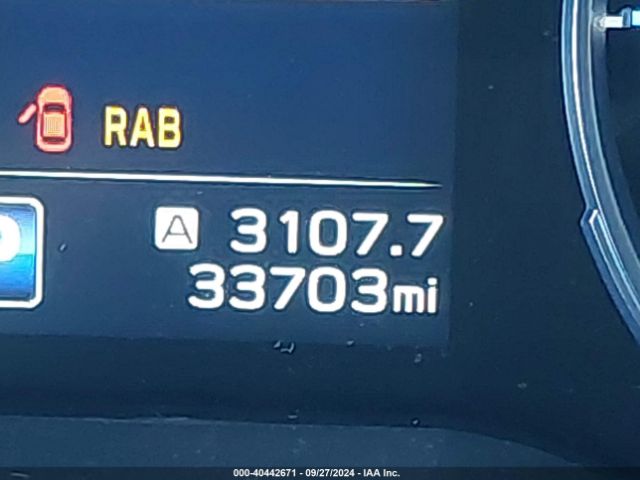 RAB
A 3107.7
33703mi
000-40442671 - 09/27/2024 - IAA Inc.